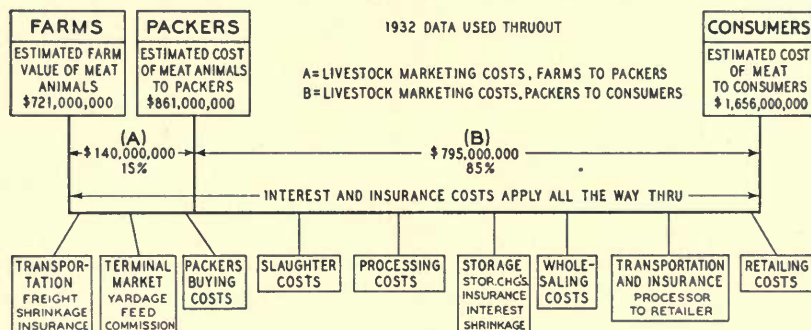 FARMS
ESTIMATED FARM
VALUE OF MEAT
ANIMALS
$721,000,000
PACKERS
ESTIMATED COST
OF MEAT ANIMALS
TO PACKERS
$861,000,000
1932 DATA USED THRUOUT
A=LIVESTOCK MARKETING COSTS, FARMS TO PACKERS
B=LIVESTOCK MARKETING COSTS, PACKERS TO CONSUMERS
CONSUMERS
ESTIMATED COST
OF MEAT
TO CONSUMERS
$1,656,000,000
(A)
$140,000,000
15%
(B)
$795,000,000
85%
INTEREST AND INSURANCE COSTS APPLY ALL THE WAY THRU
TRANSPOR-
TATION
FREIGHT
SHRINKAGE
INSURANCE
TERMINAL
MARKET
YARDAGE
FEED
COMMISSION
PACKERS
BUYING
COSTS
SLAUGHTER
COSTS
PROCESSING
COSTS
STORAGE
STOR.CHG'S.
INSURANCE
INTEREST
SHRINKAGE
WHOLE-
SALING
COSTS
TRANSPORTATION
AND INSURANCE
PROCESSOR
TO RETAILER
RETAILING
COSTS